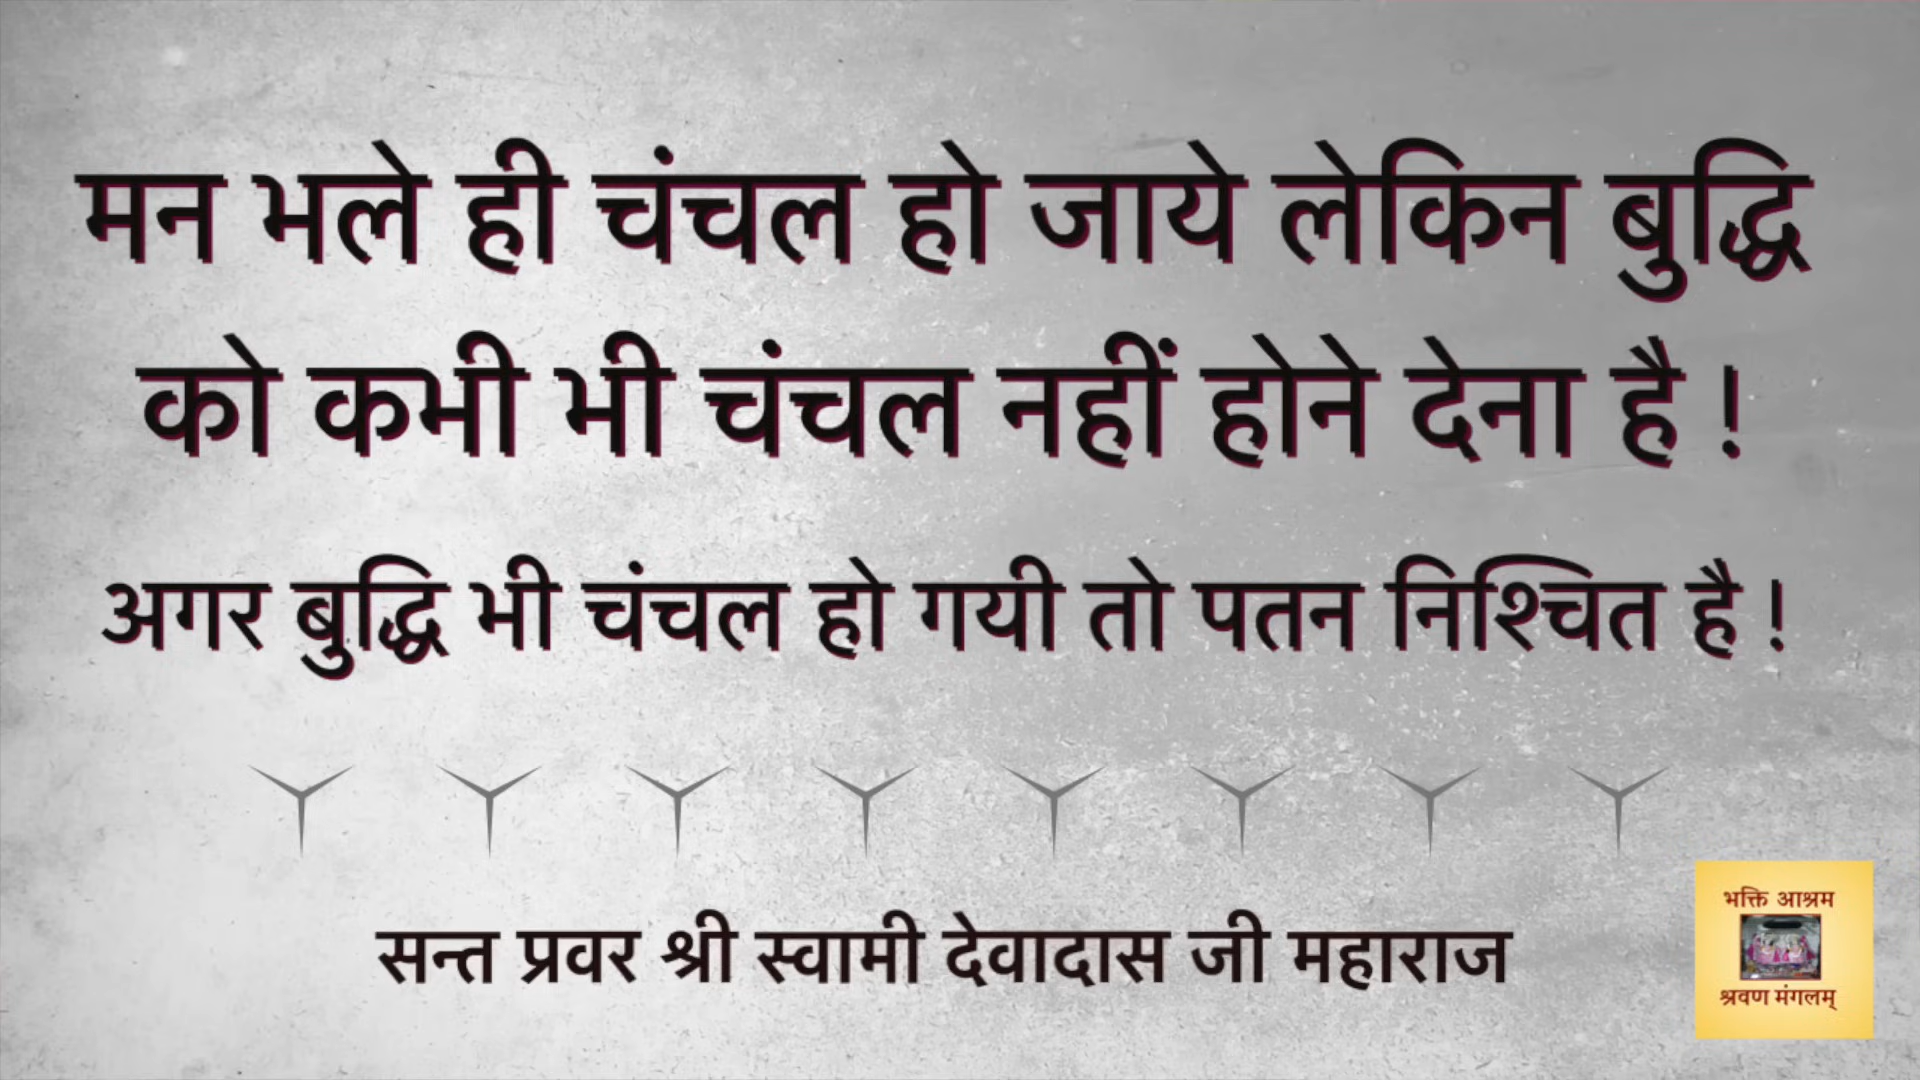 मन भले ही चंचल हो जाये लेकिन बुद्धि
को कभी भी चंचल नहीं होने देना है !
अगर बुद्धि भी चंचल हो गयी तो पतन निश्चित है !
सन्त प्रवर श्री स्वामी देवादास जी महाराज
भक्ति आश्रम
श्रवण मंगलम्